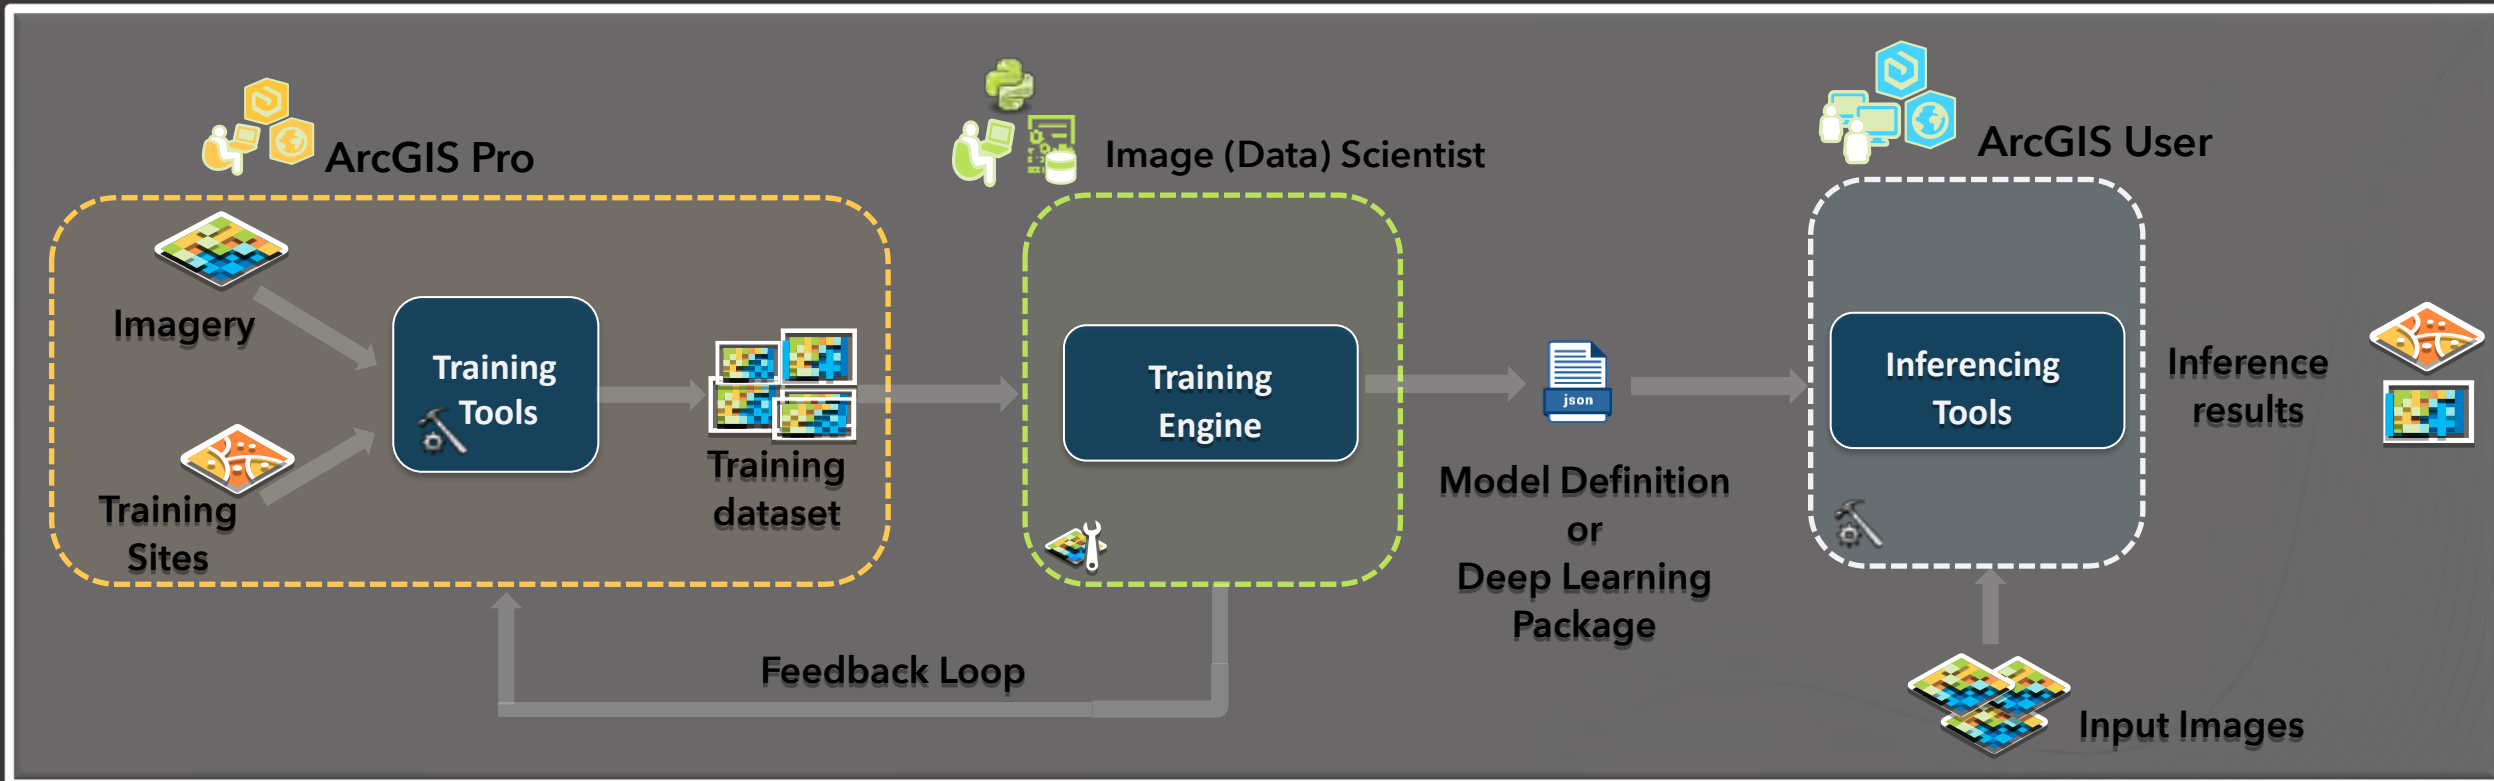 ArcGIS Pro
Image (Data) Scientist
ArcGIS User
Imagery
Training
Tools
Training
Sites
Training
dataset
Training
Engine
json
Model Definition
or
Deep Learning
Package
Inferencing
Tools
Inference
results
Feedback Loop
Input Images